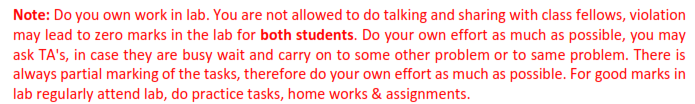 Note: Do you own work in lab. You are not allowed to do talking and sharing with class fellows, violation
may lead to zero marks in the lab for both students. Do your own effort as much as possible, you may
ask TA's, in case they are busy wait and carry on to some other problem or to same problem. There is
always partial marking of the tasks, therefore do your own effort as much as possible. For good marks in
lab regularly attend lab, do practice tasks, home works & assignments.